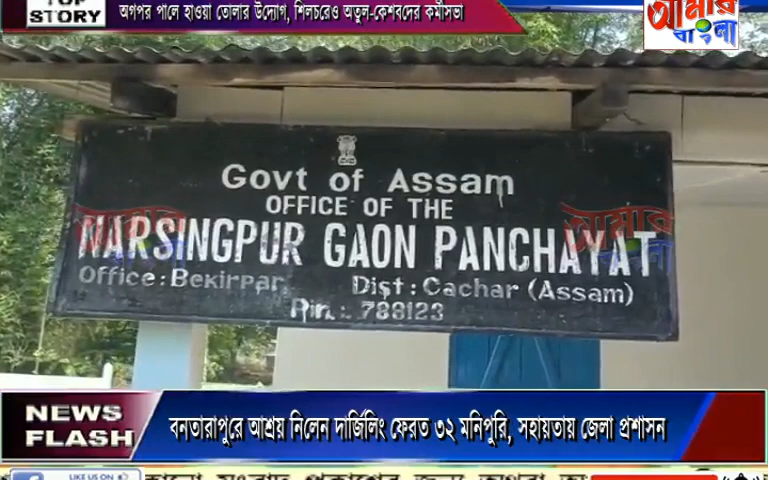 TOP
STORY
অগপর পালে হাওয়া তোলার উদ্যোগ, শিলচরেও অতুল-কেশবদের কর্মীসভা
আমার
বাংলা
Govt of Assam
OFFICE OF THE
NARSINGPUR GAON PANCHAYAT
Office: Bekirpar Dist: Cachar (Assam)
Pin.: 788123
আমার
বাংলা
আমার
বাংলা
NEWS
FLASH
বনতারাপুরে আশ্রয় নিলেন দার্জিলিং ফেরত ৩২ মনিপুরি, সহায়তায় জেলা প্রশাসন
LIKE US ON